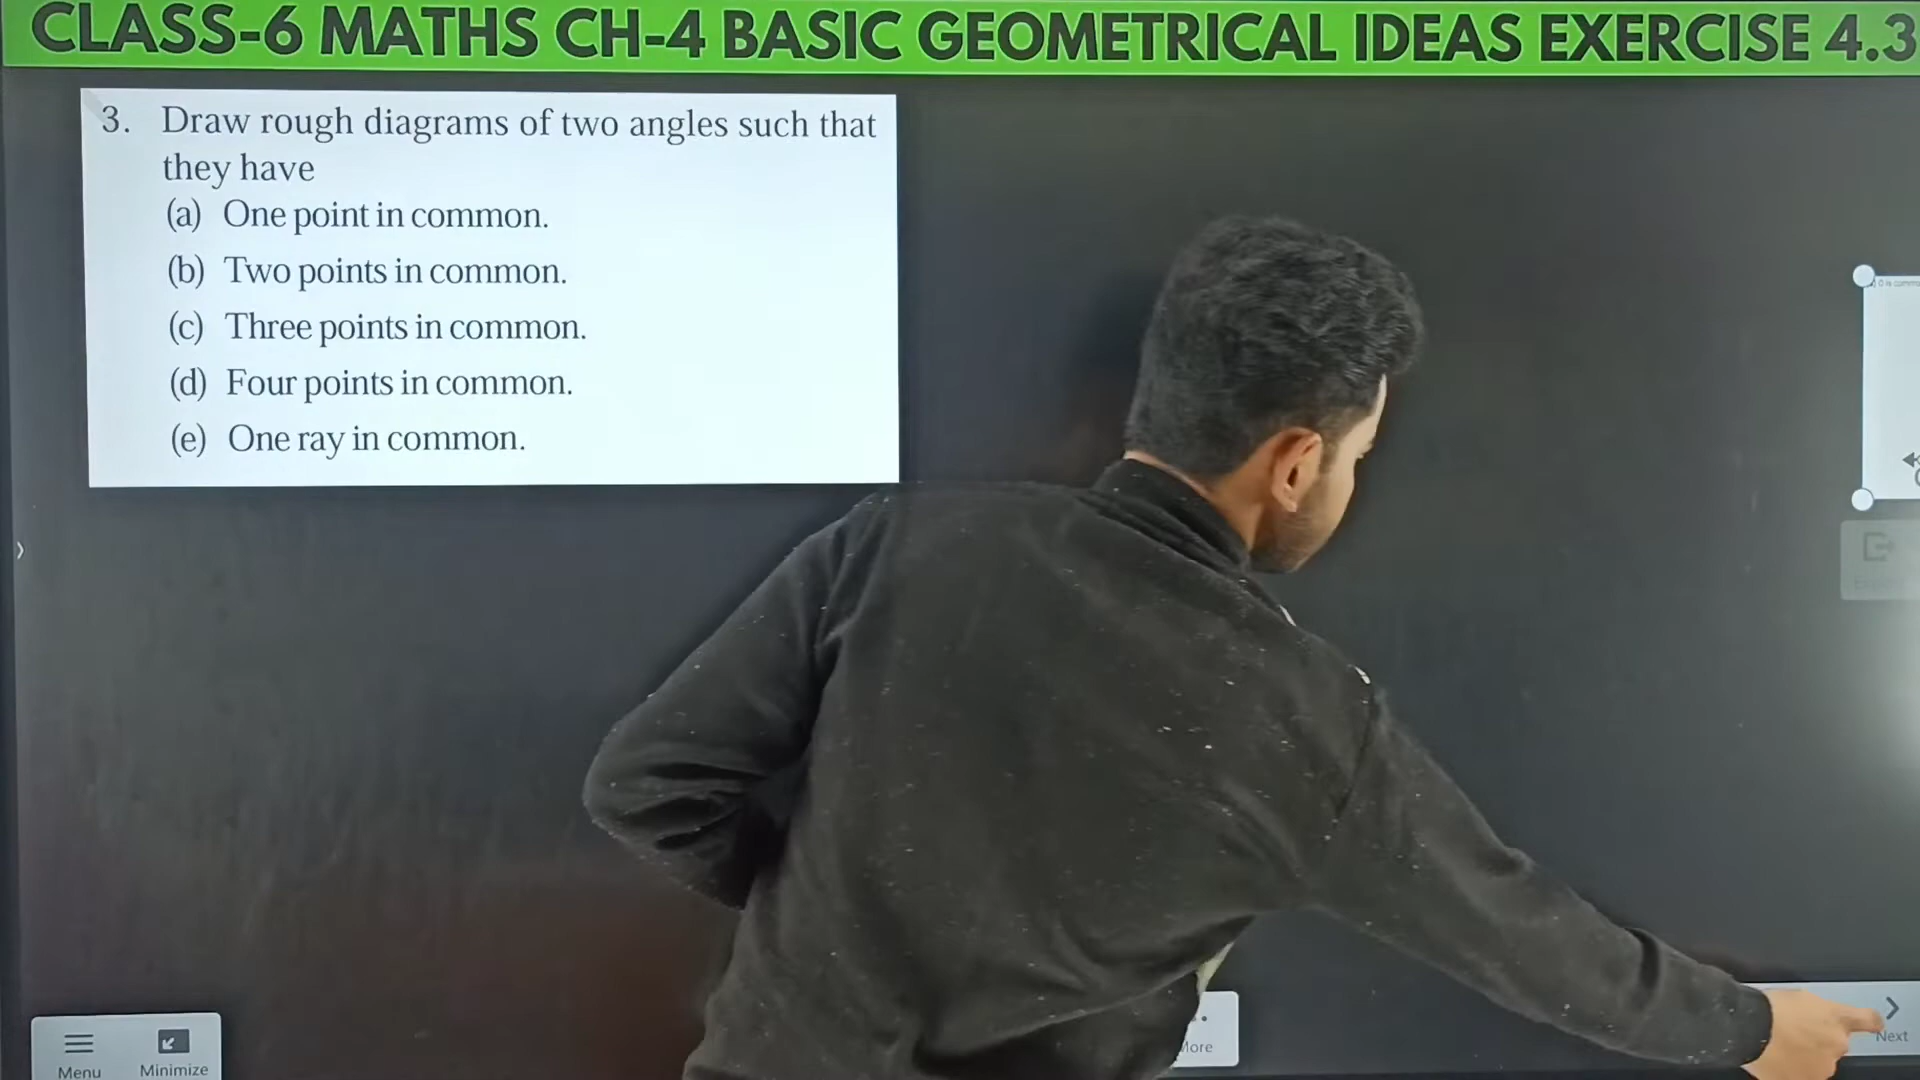 CLASS-6 MATHS CH-4 BASIC GEOMETRICAL IDEAS EXERCISE 4.3
3. Draw rough diagrams of two angles such that
they have
(a) One point in common.
(b) Two points in common.
(c) Three points in common.
(d) Four points in common.
(e) One ray in common.
Menu
Minimize
Next